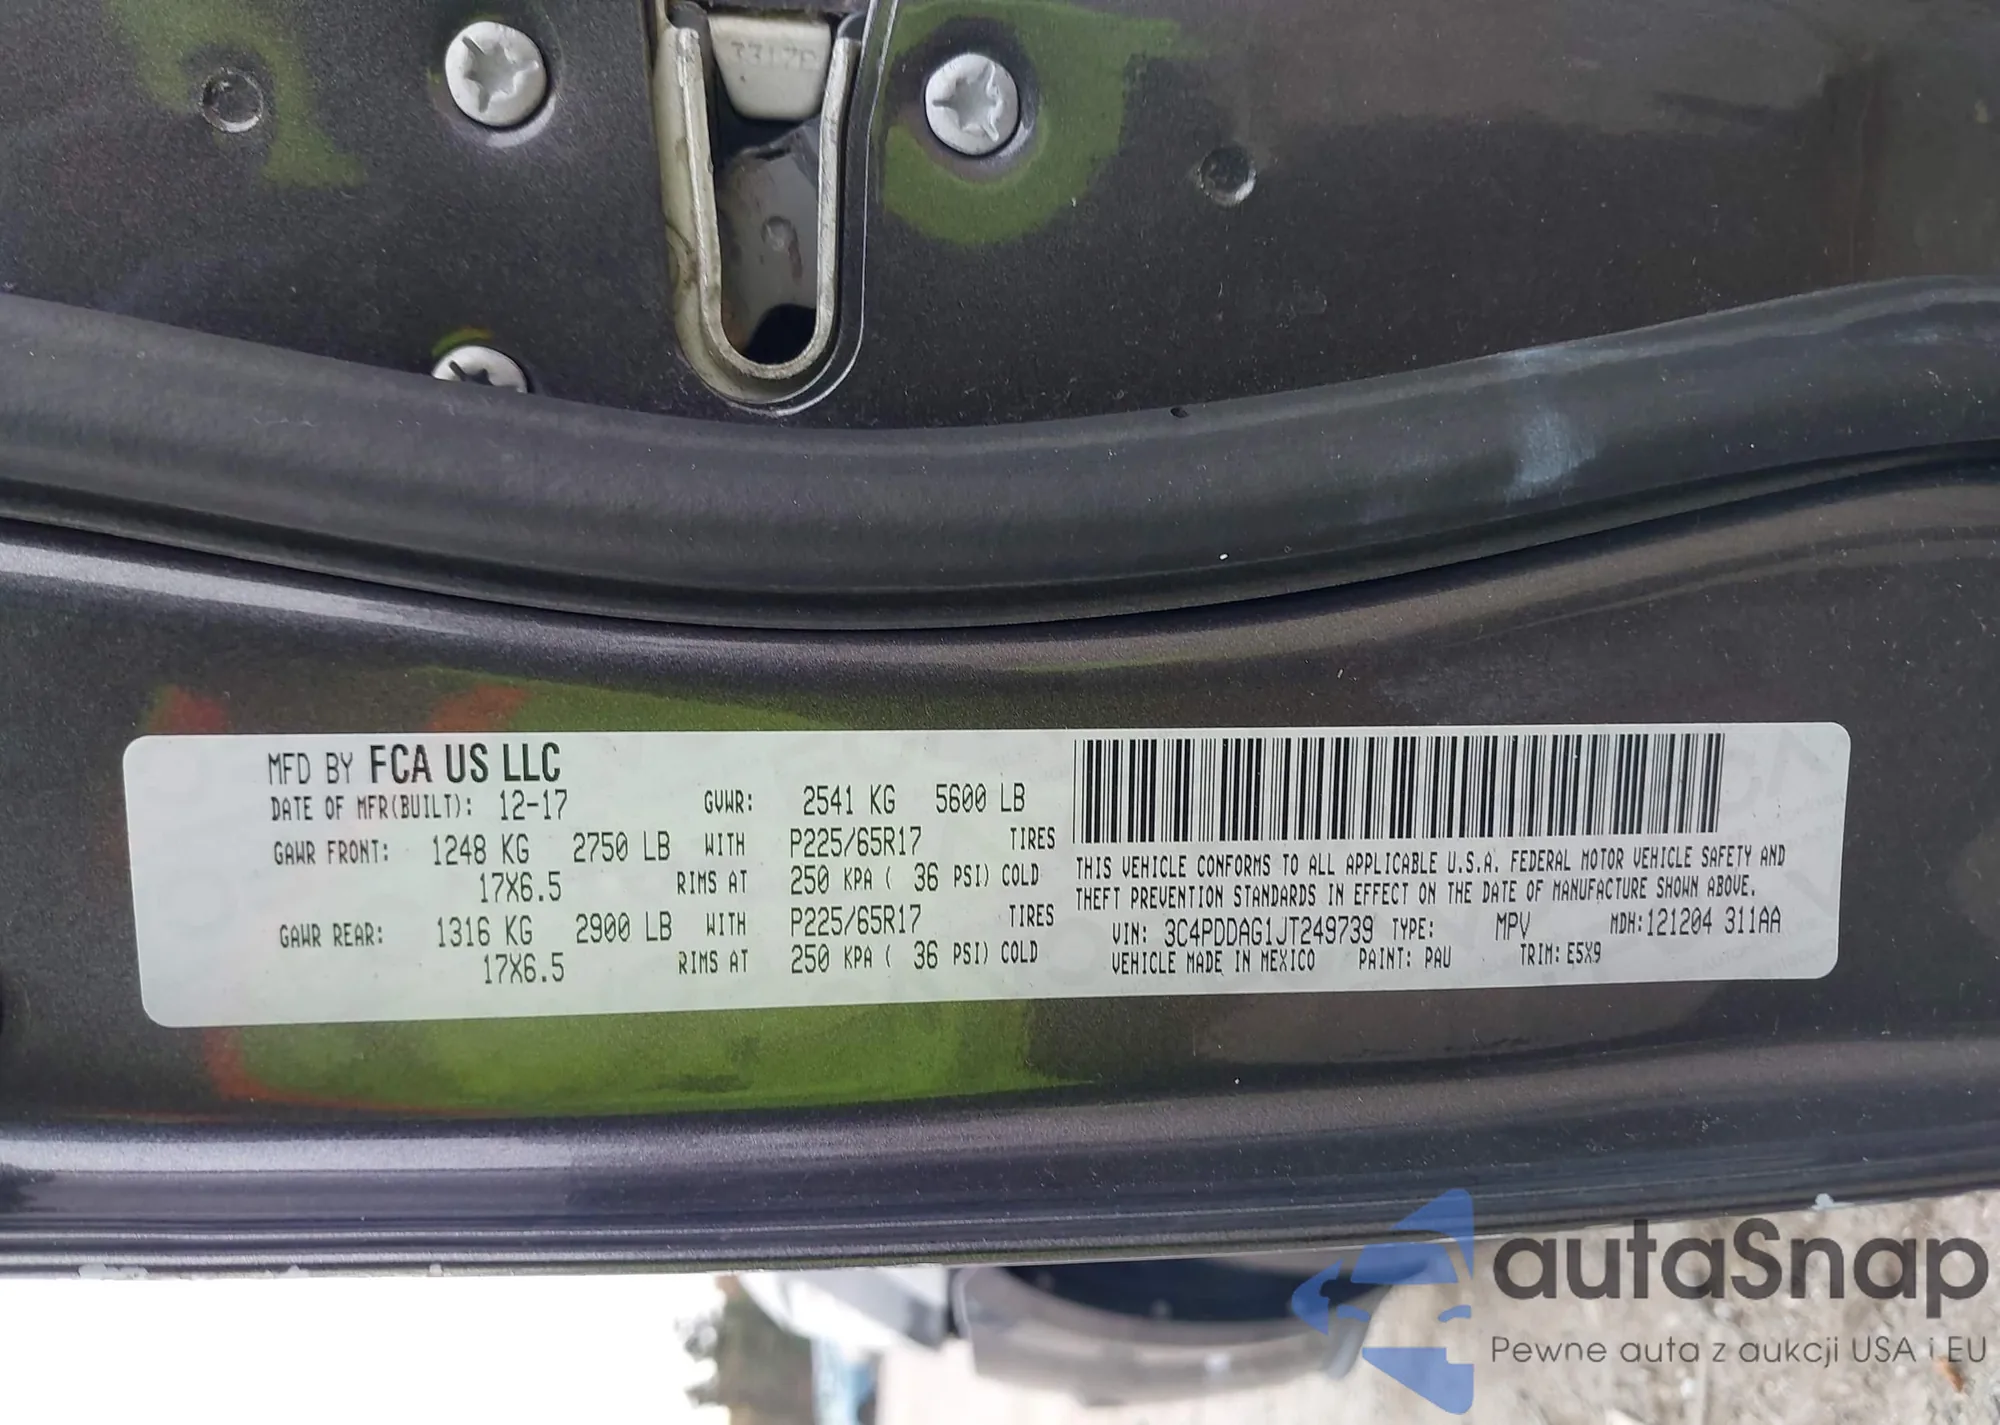 MFD BY FCA US LLC
DATE OF MFR(BUILT): 12-17 GVWR: 2541 KG 5600 LB
GAWR FRONT: 1248 KG 2750 LB WITH P225/65R17 TIRES
17X6.5 RIMS AT 250 KPA ( 36 PSI) COLD
GAWR REAR: 1316 KG 2900 LB WITH P225/65R17 TIRES
17X6.5 RIMS AT 250 KPA ( 36 PSI) COLD
THIS VEHICLE CONFORMS TO ALL APPLICABLE U.S.A. FEDERAL MOTOR VEHICLE SAFETY AND
THEFT PREVENTION STANDARDS IN EFFECT ON THE DATE OF MANUFACTURE SHOWN ABOVE.
VIN: 3C4PDDAG1JT249739 TYPE: MPV MDH:121204 311AA
VEHICLE MADE IN MEXICO PAINT: PAU TRIM: E5X9
autaSnap
Pewne auta z aukcji USA i EU